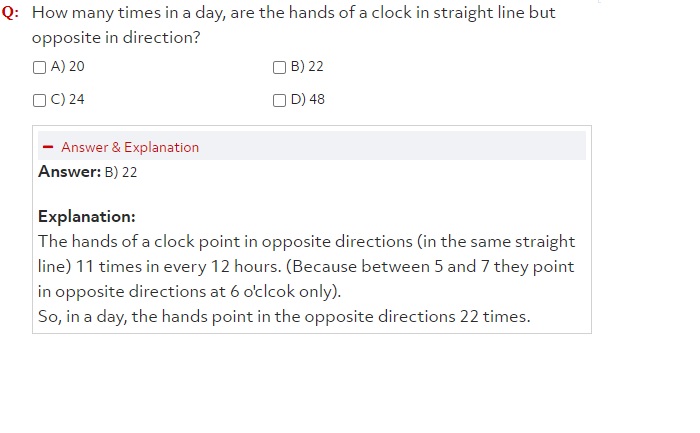 Q: How many times in a day, are the hands of a clock in straight line but
opposite in direction?
A) 20 B) 22
C) 24 D) 48
− Answer & Explanation
Answer: B) 22
Explanation:
The hands of a clock point in opposite directions (in the same straight
line) 11 times in every 12 hours. (Because between 5 and 7 they point
in opposite directions at 6 o'clcok only).
So, in a day, the hands point in the opposite directions 22 times.